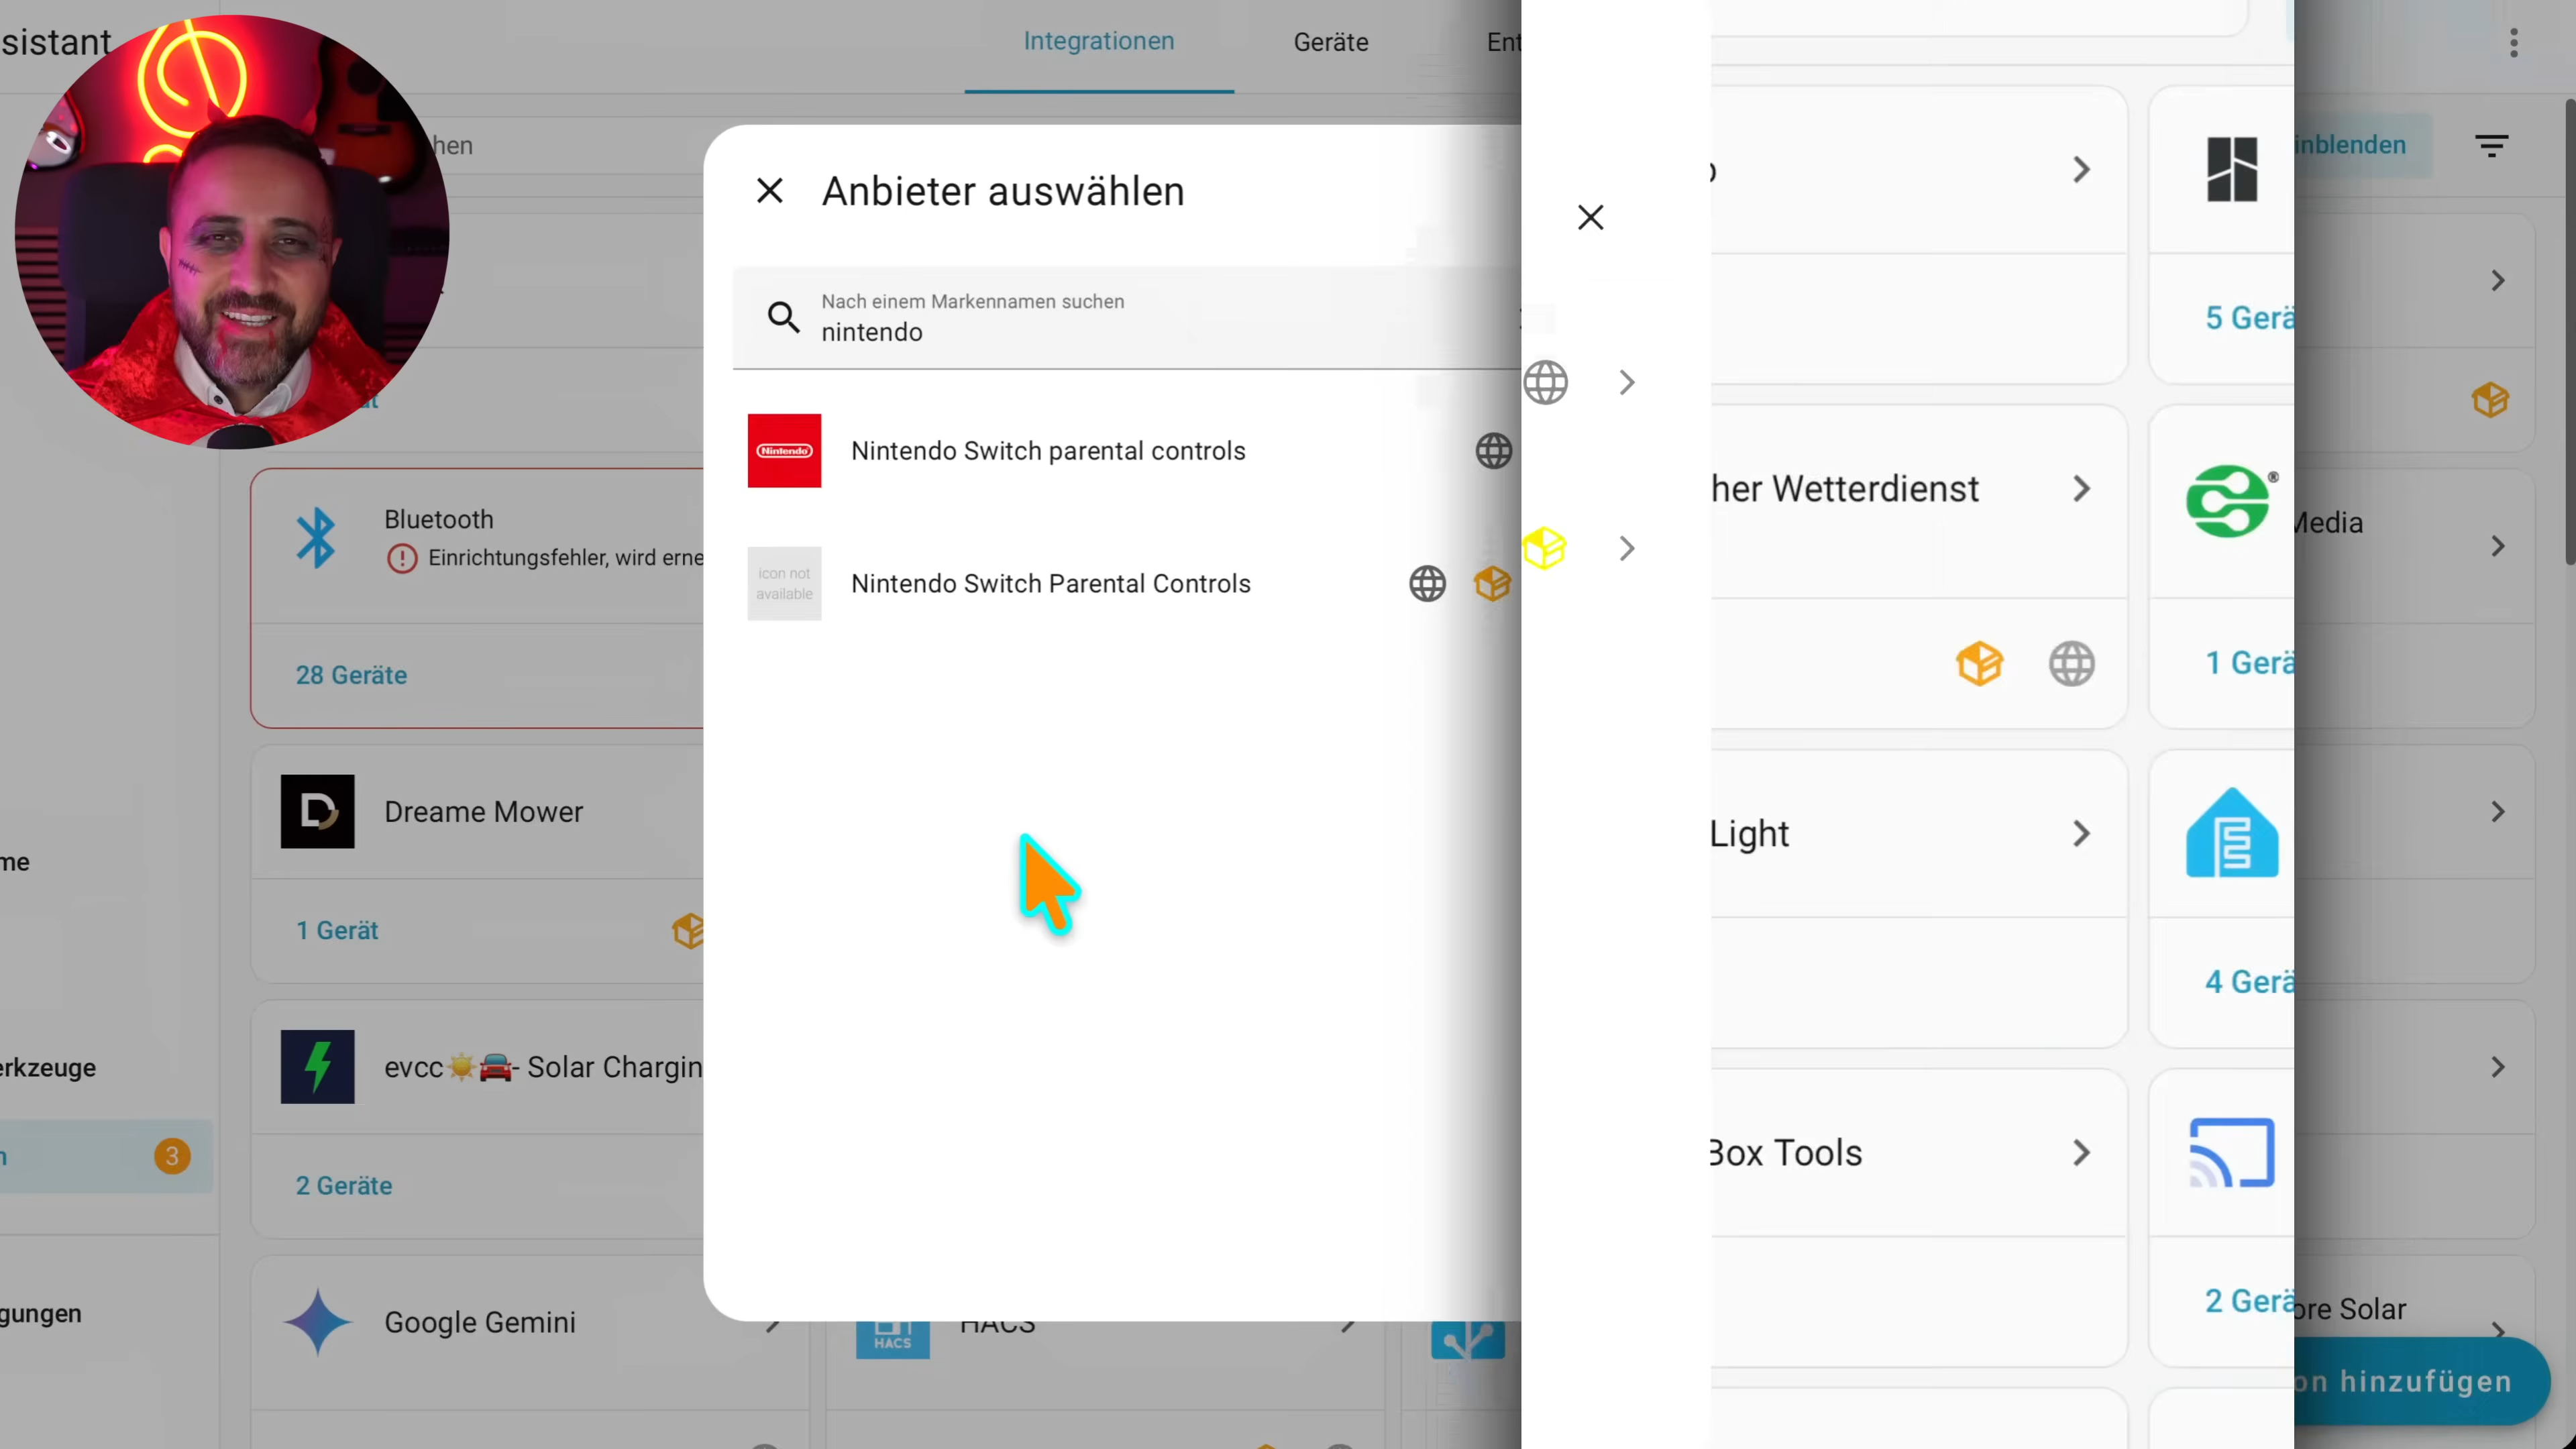 sistant
Integrationen
Geräte
Ent
hen
inblenden
Anbieter auswählen
Nach einem Markennamen suchen
nintendo
Nintendo
Nintendo Switch parental controls
icon not
available
Nintendo Switch Parental Controls
Bluetooth
Einrichtungsfehler, wird erne
28 Geräte
Dreame Mower
1 Gerät
evcc☀️🚗- Solar Chargin
2 Geräte
Google Gemini
HACS
HACS
me
erkzeuge
n
3
gungen
5 Gerä
her Wetterdienst
®
Media
1 Gerä
Light
4 Gerä
Box Tools
2 Gerä
ore Solar
on hinzufügen